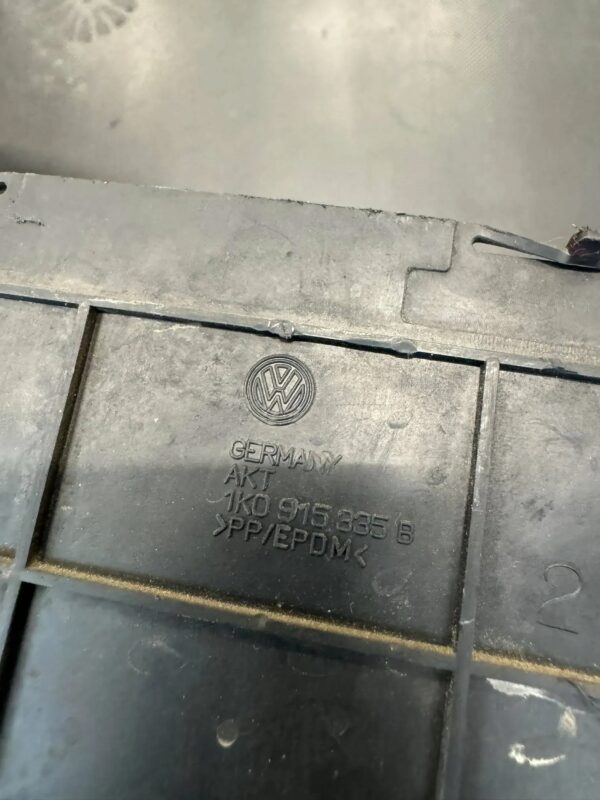 GERMANY
AKT
1K0 915 335 B
>PP/EPDM<
2